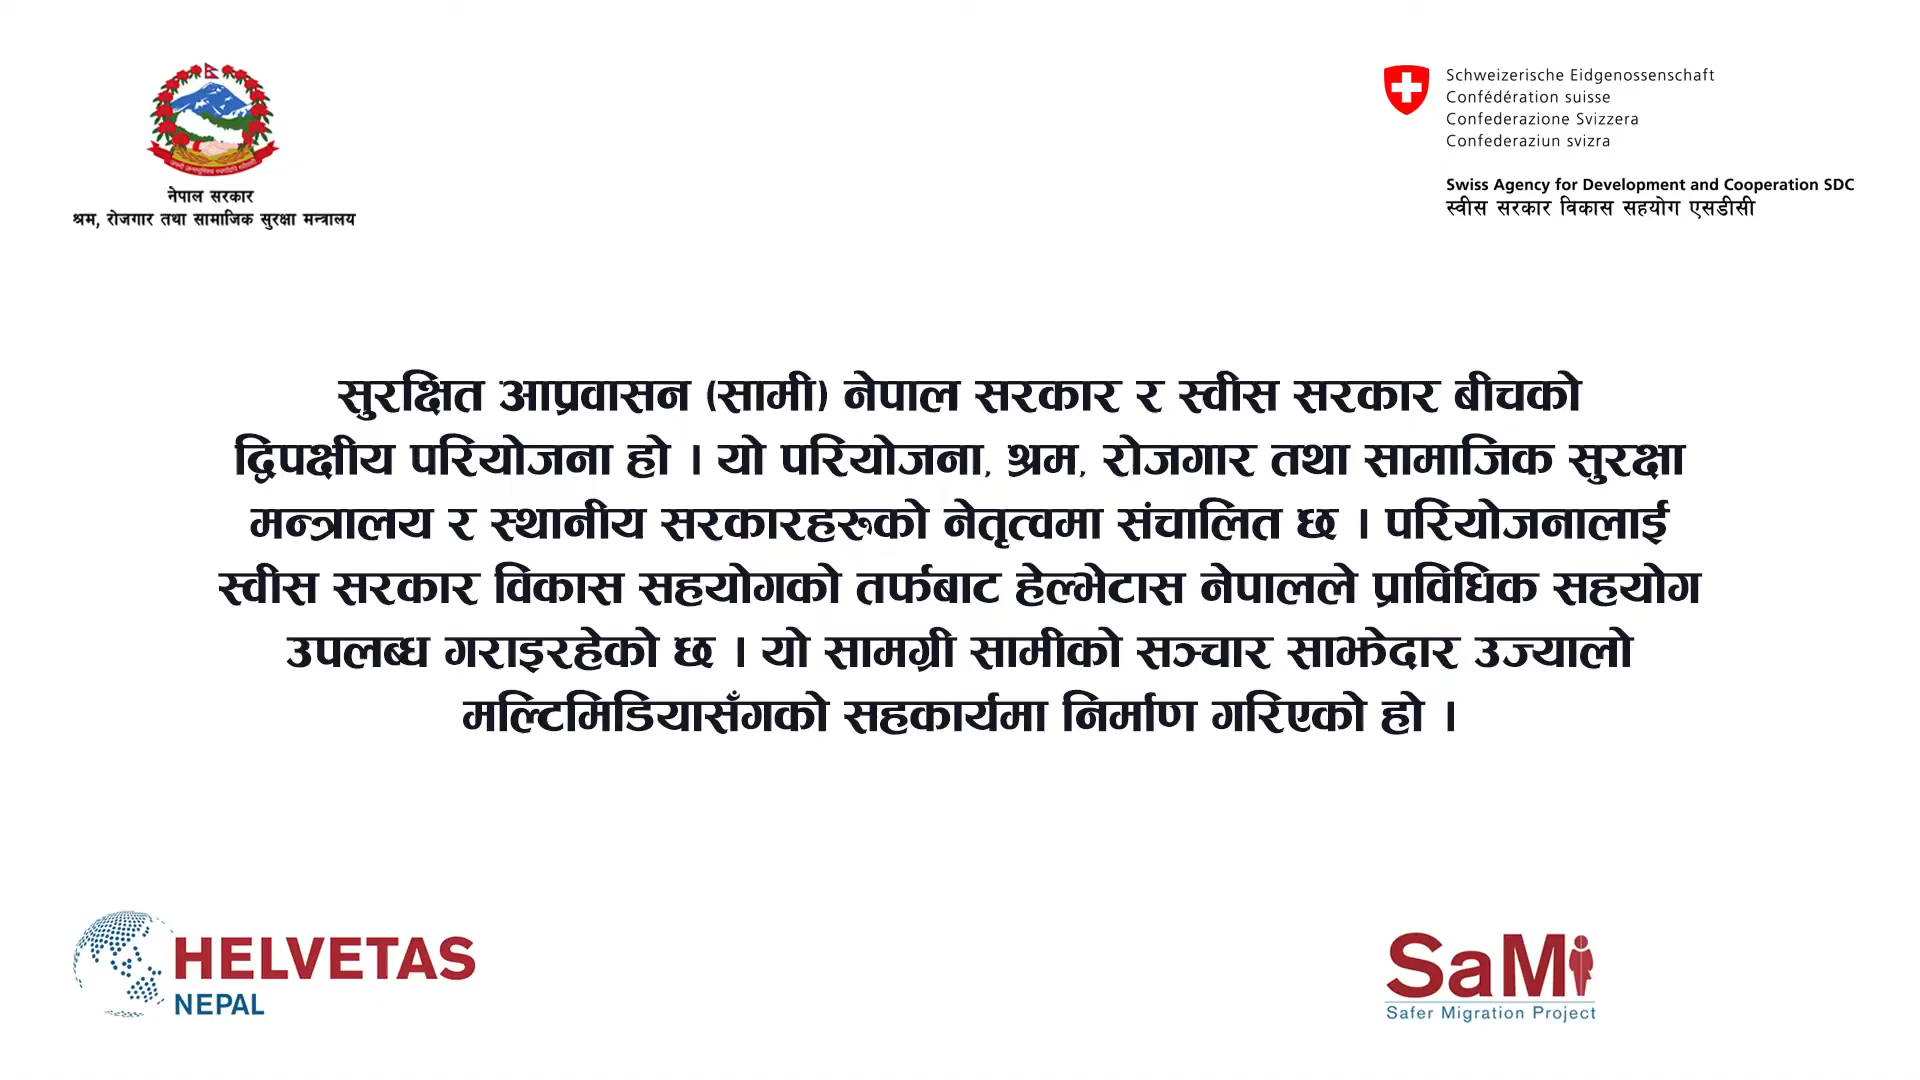 नेपाल सरकार
श्रम, रोजगार तथा सामाजिक सुरक्षा मन्त्रालय
Schweizerische Eidgenossenschaft
Confédération suisse
Confederazione Svizzera
Confederaziun svizra
Swiss Agency for Development and Cooperation SDC
स्वीस सरकार विकास सहयोग एसडीसी
सुरक्षित आप्रवासन (सामी) नेपाल सरकार र स्वीस सरकार बीचको
द्विपक्षीय परियोजना हो । यो परियोजना, श्रम, रोजगार तथा सामाजिक सुरक्षा
मन्त्रालय र स्थानीय सरकारहरुको नेतृत्वमा संचालित छ । परियोजनालाई
स्वीस सरकार विकास सहयोगको तर्फबाट हेल्भेटास नेपालले प्राविधिक सहयोग
उपलब्ध गराइरहेको छ । यो सामग्री सामीको सञ्चार साझेदार उज्यालो
मल्टिमिडियासँगको सहकार्यमा निर्माण गरिएको हो ।
HELVETAS
NEPAL
SaMi
Safer Migration Project